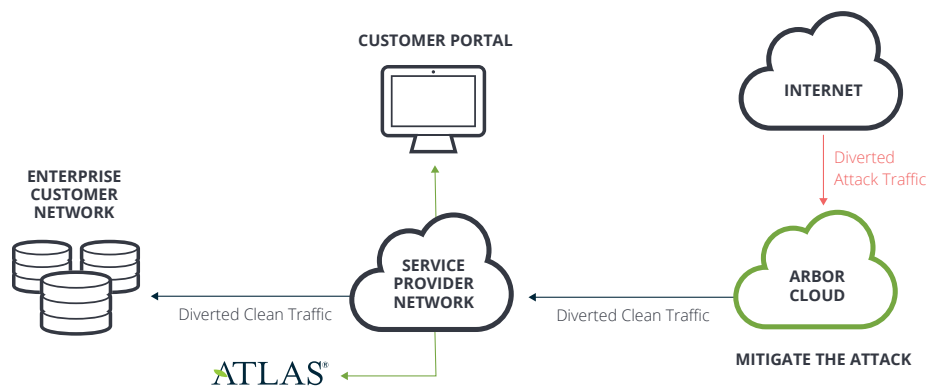 CUSTOMER PORTAL
INTERNET
Diverted
Attack Traffic
ENTERPRISE
CUSTOMER
NETWORK
SERVICE
PROVIDER
NETWORK
ARBOR
CLOUD
Diverted Clean Traffic
Diverted Clean Traffic
MITIGATE THE ATTACK
ATLAS®